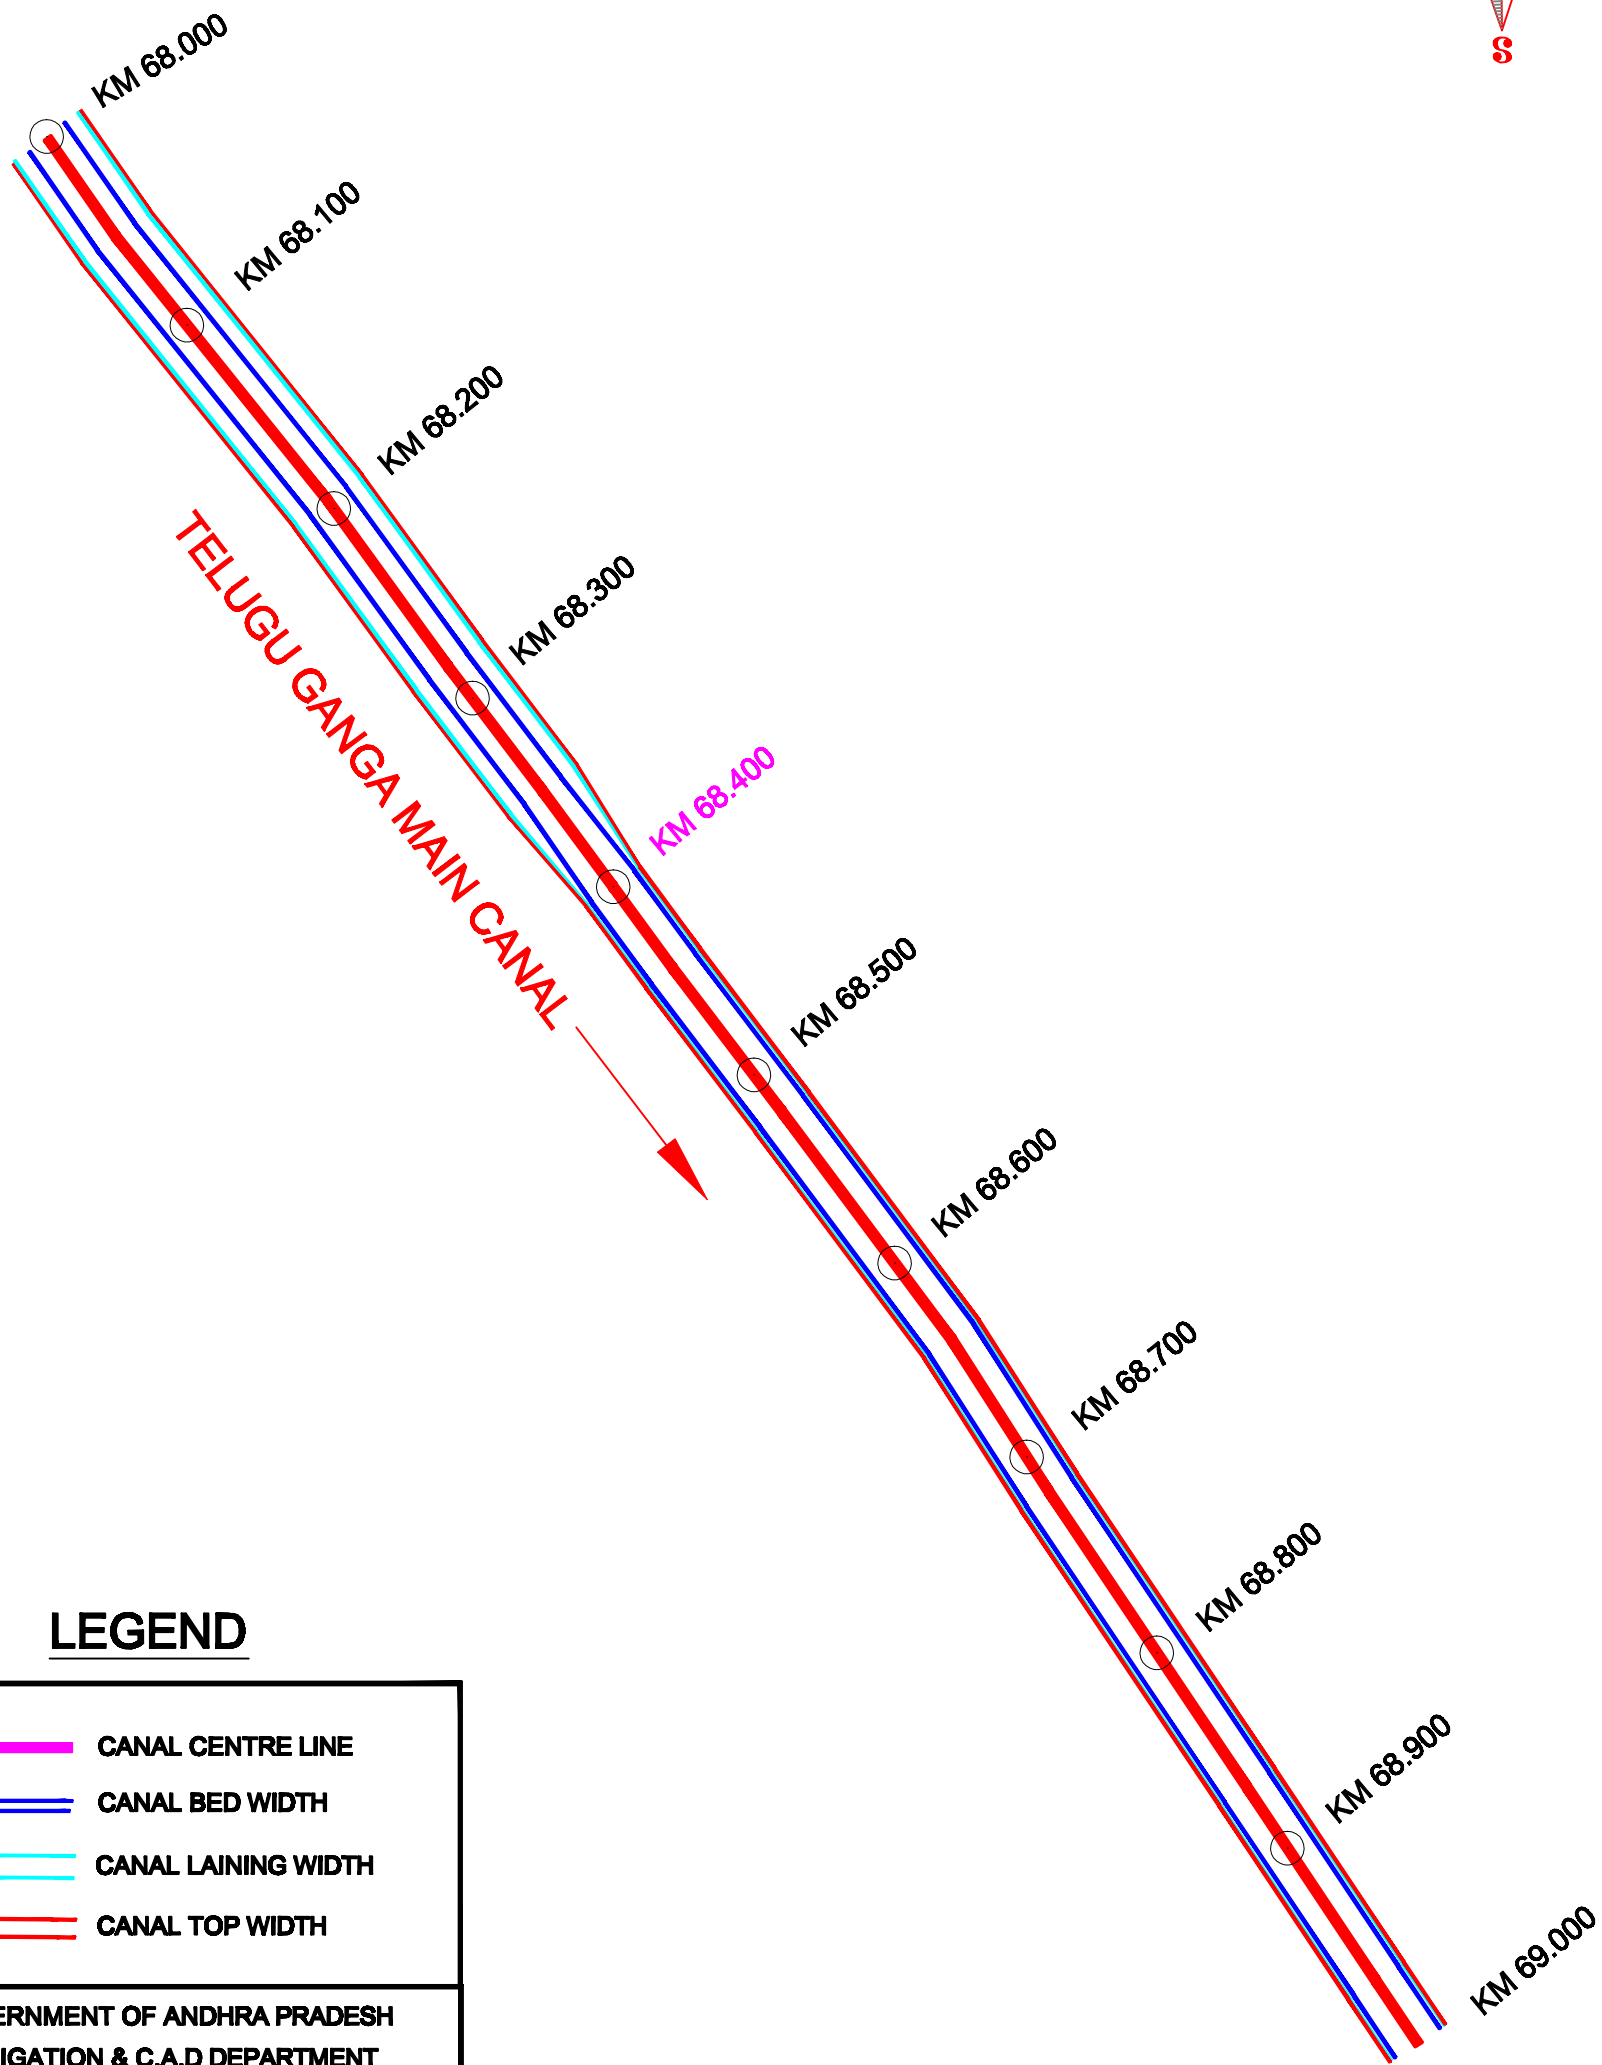 S
KM 68.000
KM 68.100
KM 68.200
KM 68.300
KM 68.400
KM 68.500
KM 68.600
KM 68.700
KM 68.800
KM 68.900
KM 69.000
TELUGU GANGA MAIN CANAL
LEGEND
CANAL CENTRE LINE
CANAL BED WIDTH
CANAL LAINING WIDTH
CANAL TOP WIDTH
ERNMENT OF ANDHRA PRADESH
IGATION & C.A.D DEPARTMENT